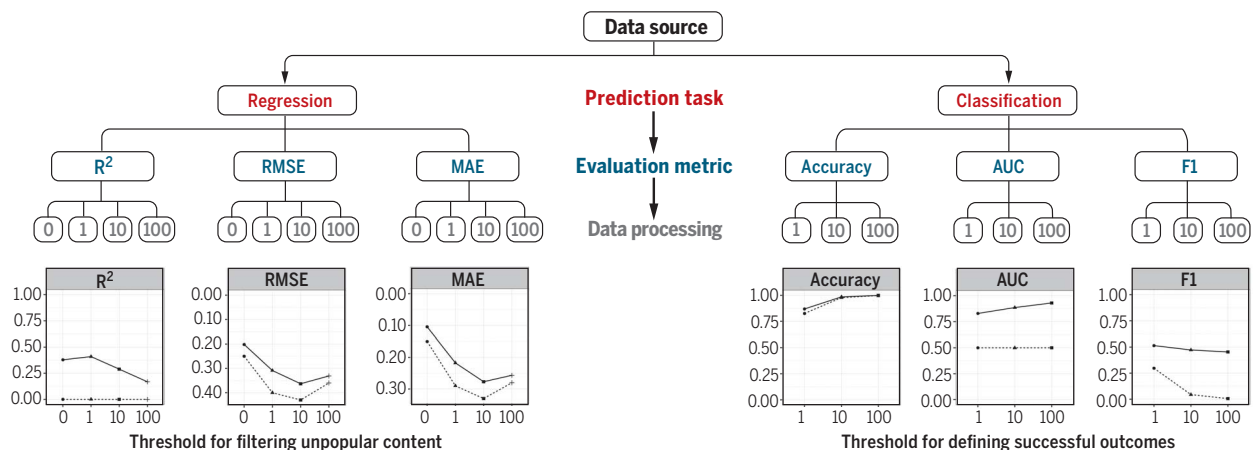 Data source
Regression
Prediction task
Classification
R²
RMSE
MAE
Evaluation metric
Accuracy
AUC
F1
0 1 10 100
0 1 10 100
0 1 10 100
Data processing
1 10 100
1 10 100
1 10 100
R²
1.00
0.75
0.50
0.25
0.00
0 1 10 100
RMSE
0.00
0.10
0.20
0.30
0.40
0 1 10 100
MAE
0.00
0.10
0.20
0.30
0 1 10 100
Threshold for filtering unpopular content
Accuracy
1.00
0.75
0.50
0.25
0.00
1 10 100
AUC
1.00
0.75
0.50
0.25
0.00
1 10 100
F1
1.00
0.75
0.50
0.25
0.00
1 10 100
Threshold for defining successful outcomes